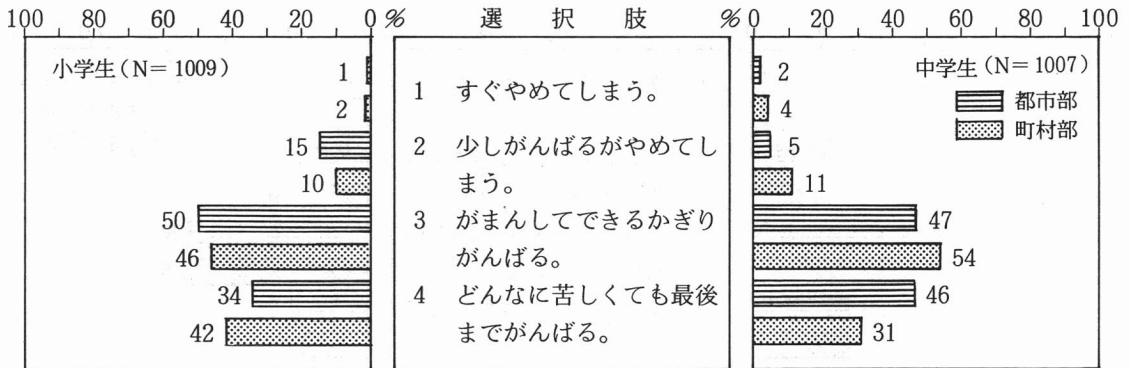 100 80 60 40 20 0 % 選択肢 % 0 20 40 60 80 100
小学生(N=1009)
1
2
15
10
50
46
34
42
1 すぐやめてしまう。
2 少しがんばるがやめてし
まう。
3 がまんしてできるかぎり
がんばる。
4 どんなに苦しくても最後
までがんばる。
中学生(N=1007)
都市部
町村部
2
4
5
11
47
54
46
31